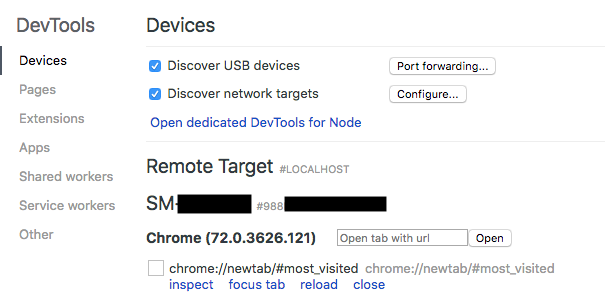 DevTools
Devices
Pages
Extensions
Apps
Shared workers
Service workers
Other
Devices
Discover USB devices
Port forwarding...
Discover network targets
Configure...
Open dedicated DevTools for Node
Remote Target #LOCALHOST
SM- #988
Chrome (72.0.3626.121) Open tab with url Open
chrome://newtab/#most_visited chrome://newtab/#most_visited
inspect focus tab reload close